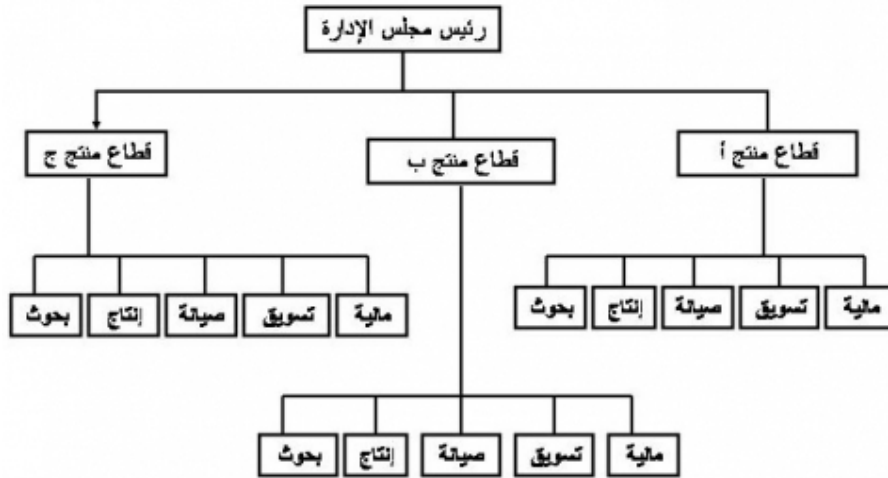 رئيس مجلس الإدارة
قطاع منتج أ
قطاع منتج ب
قطاع منتج ج
مالية
تسويق
صيانة
إنتاج
بحوث
مالية
تسويق
صيانة
إنتاج
بحوث
مالية
تسويق
صيانة
إنتاج
بحوث